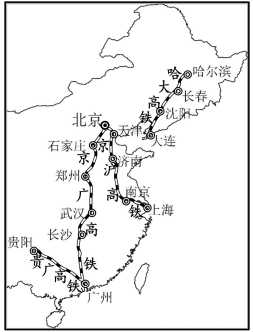 哈
哈尔滨
大
长春
高
沈阳
铁
大连
北京
天津
石家庄
京
京
济南
沪
郑州
广
高
南京
铁
上海
武汉
长沙
高
贵阳
贵
广
高
铁
铁
广州